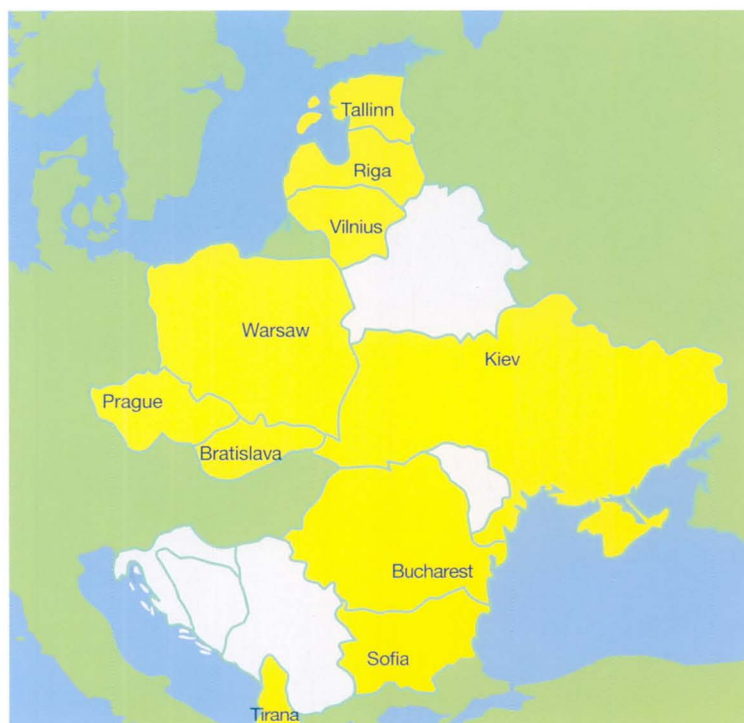 Tallinn
Riga
Vilnius
Warsaw
Kiev
Prague
Bratislava
Bucharest
Sofia
Tirana